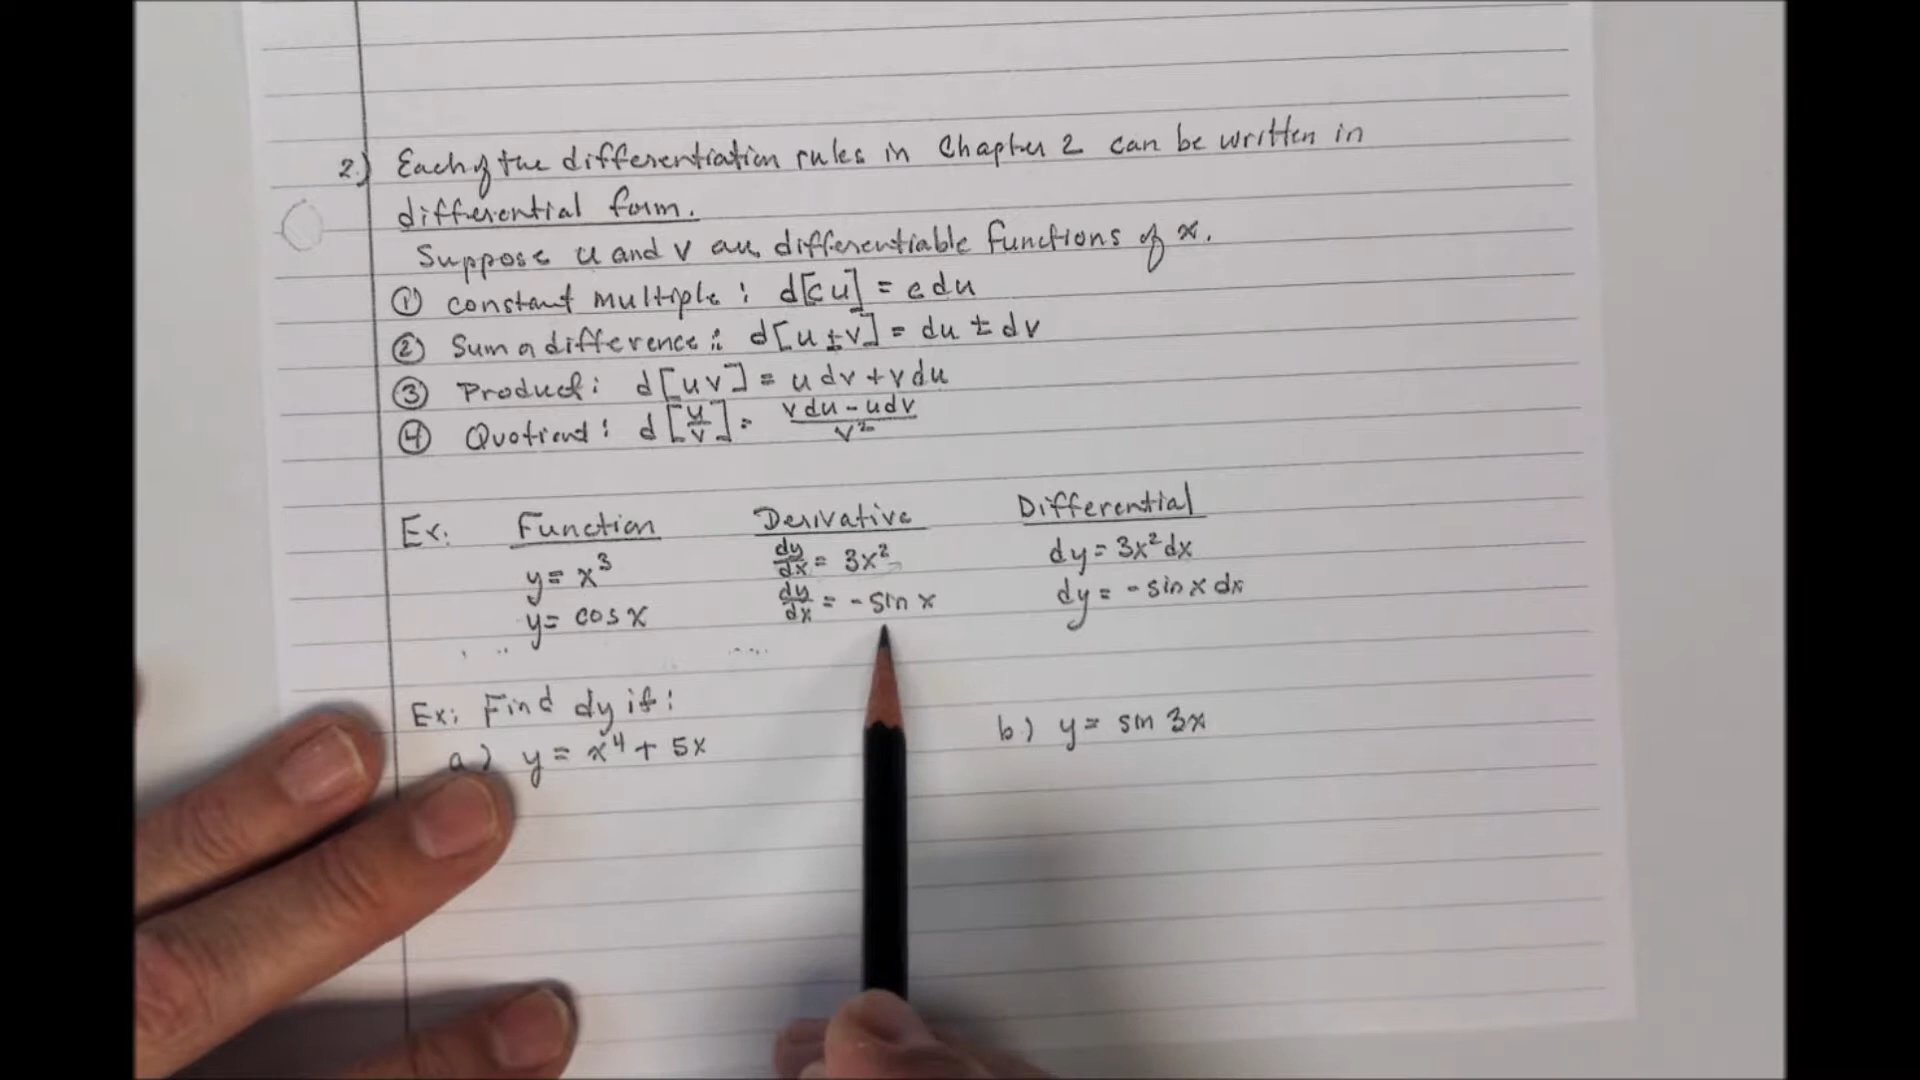 2.) Each of the differentiation rules in Chapter 2 can be written in
differential form.
Suppose u and v are differentiable functions of x.
① constant multiple: d[cu] = c du
② Sum or difference: d[u ± v] = du ± dv
③ Product: d[uv] = u dv + v du
④ Quotient: d[u/v] = (v du - u dv)/v²
Ex: Function Derivative Differential
y = x³ dy/dx = 3x² dy = 3x² dx
y = cos x dy/dx = - sin x dy = - sin x dx
Ex: Find dy if:
a) y = x⁴ + 5x b) y = sin 3x